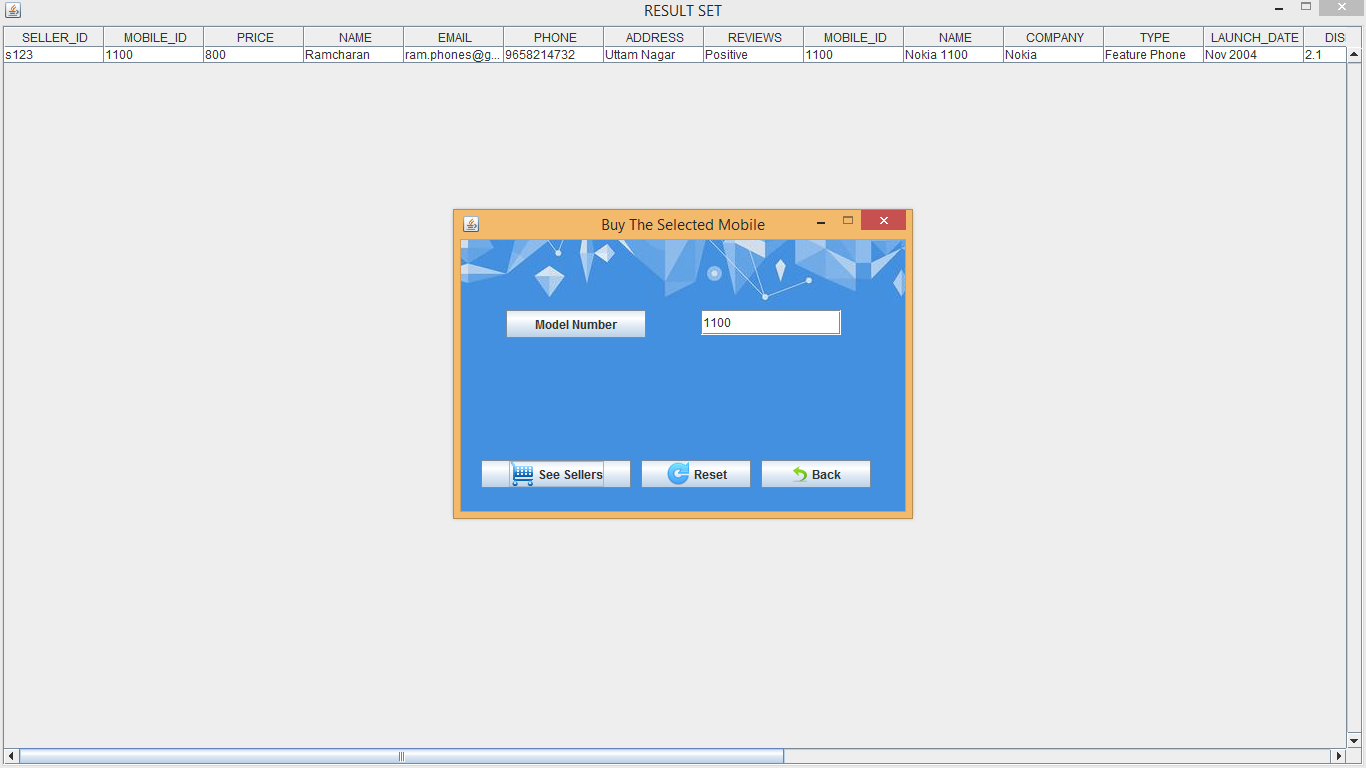 RESULT SET
SELLER_ID MOBILE_ID PRICE NAME EMAIL PHONE ADDRESS REVIEWS MOBILE_ID NAME COMPANY TYPE LAUNCH_DATE DIS
s123 1100 800 Ramcharan ram.phones@g... 9658214732 Uttam Nagar Positive 1100 Nokia 1100 Nokia Feature Phone Nov 2004 2.1
Buy The Selected Mobile
Model Number 1100
See Sellers Reset Back